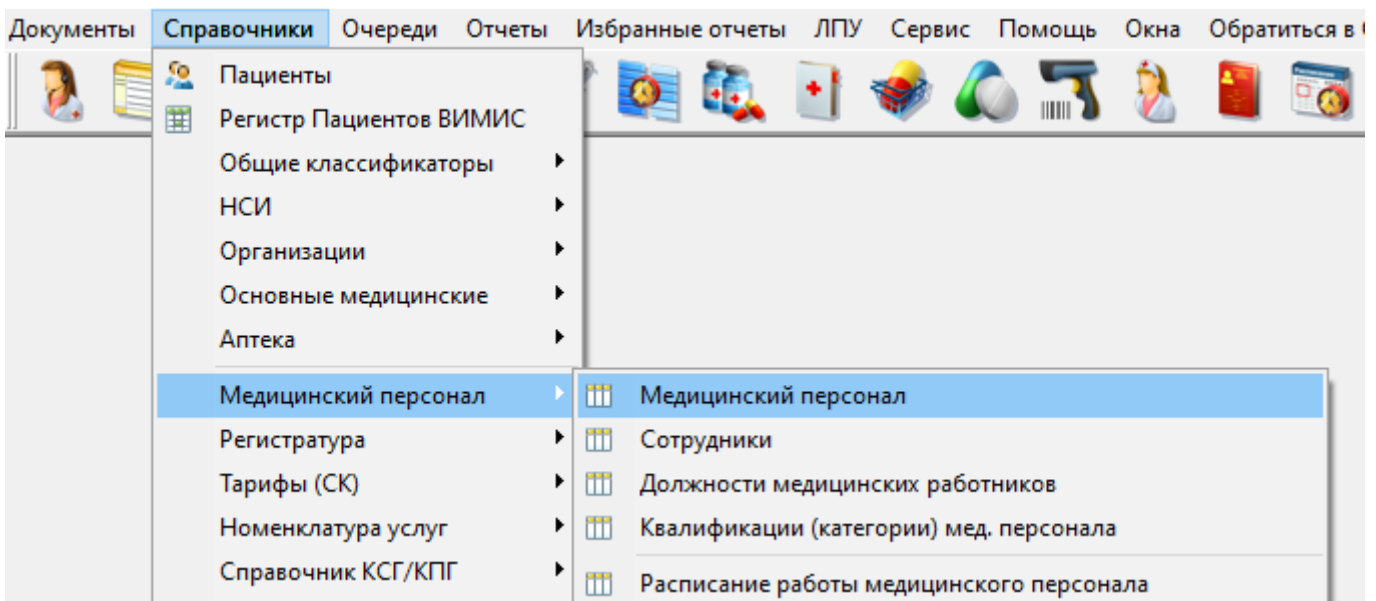 Документы Справочники Очереди Отчеты Избранные отчеты ЛПУ Сервис Помощь Окна Обратиться в
Пациенты
Регистр Пациентов ВИМИС
Общие классификаторы
НСИ
Организации
Основные медицинские
Аптека
Медицинский персонал
Регистратура
Тарифы (СК)
Номенклатура услуг
Справочник КСГ/КПГ
Медицинский персонал
Сотрудники
Должности медицинских работников
Квалификации (категории) мед. персонала
Расписание работы медицинского персонала